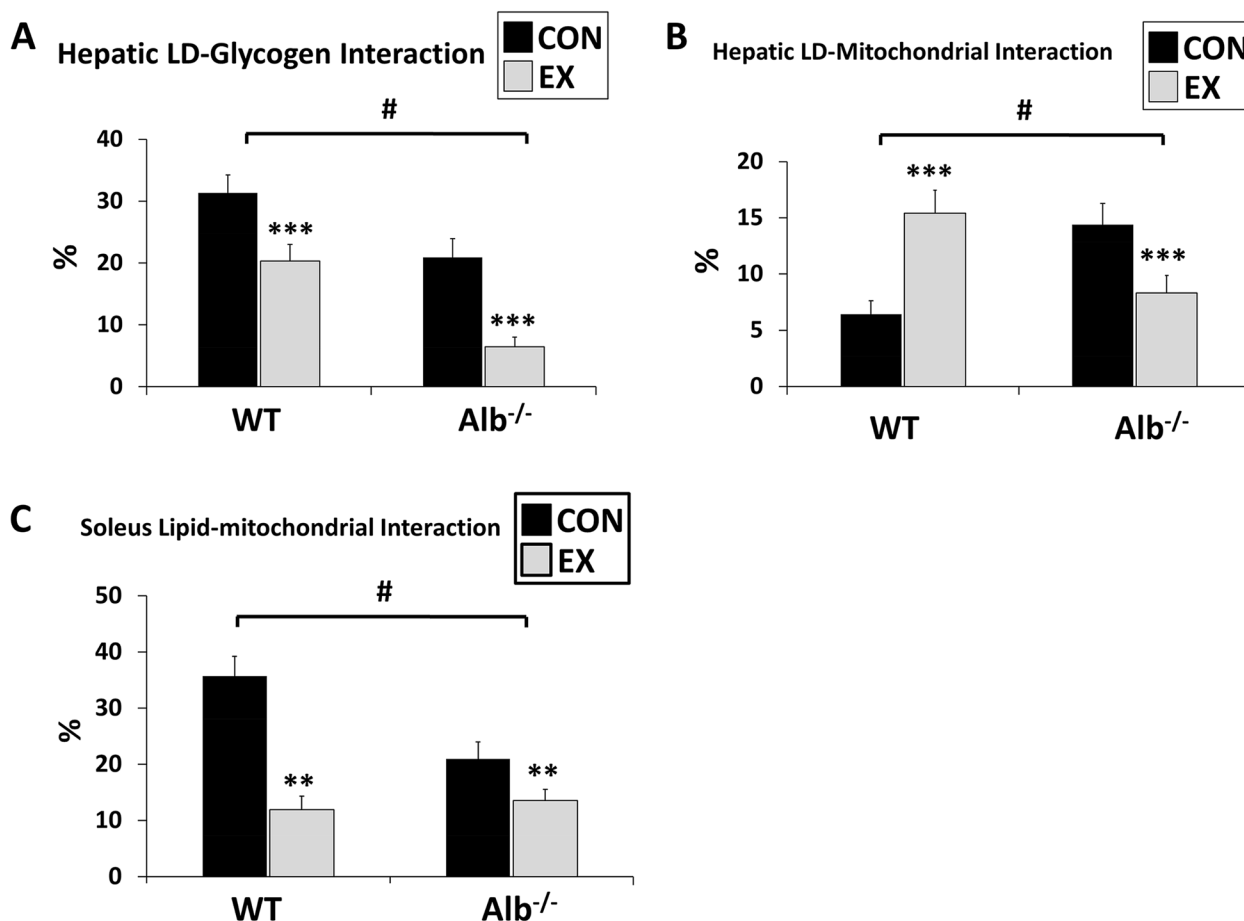 A
Hepatic LD-Glycogen Interaction
CON
EX
#
40
30
20
10
0
%
***
***
WT
Alb-/-
B
Hepatic LD-Mitochondrial Interaction
CON
EX
#
20
15
10
5
0
%
***
***
WT
Alb-/-
C
Soleus Lipid-mitochondrial Interaction
CON
EX
#
50
40
30
20
10
0
%
**
**
WT
Alb-/-